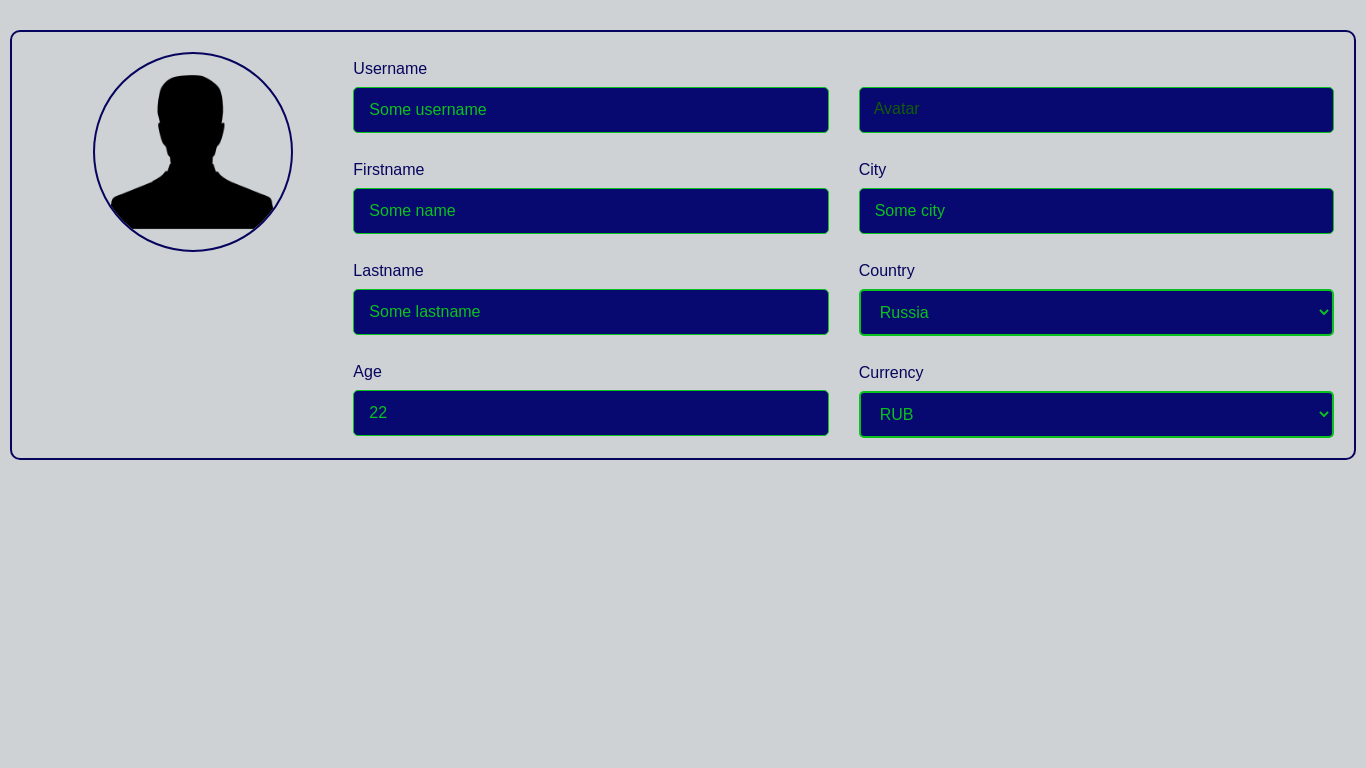 Username
Some username
Avatar
Firstname
Some name
City
Some city
Lastname
Some lastname
Country
Russia
Age
22
Currency
RUB